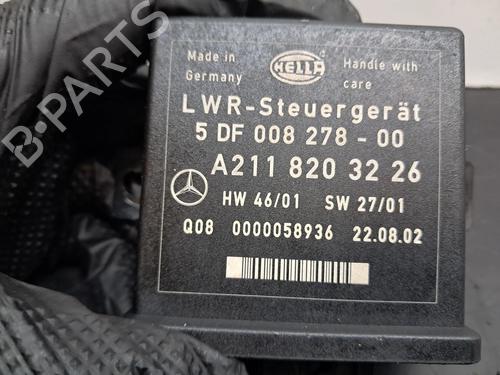 Made in
Germany
HELLA
Handle with
care
LWR-Steuergerät
5 DF 008 278 - 00
A211 820 32 26
HW 46/01 SW 27/01
Q08 0000058936 22.08.02
B-PARTS